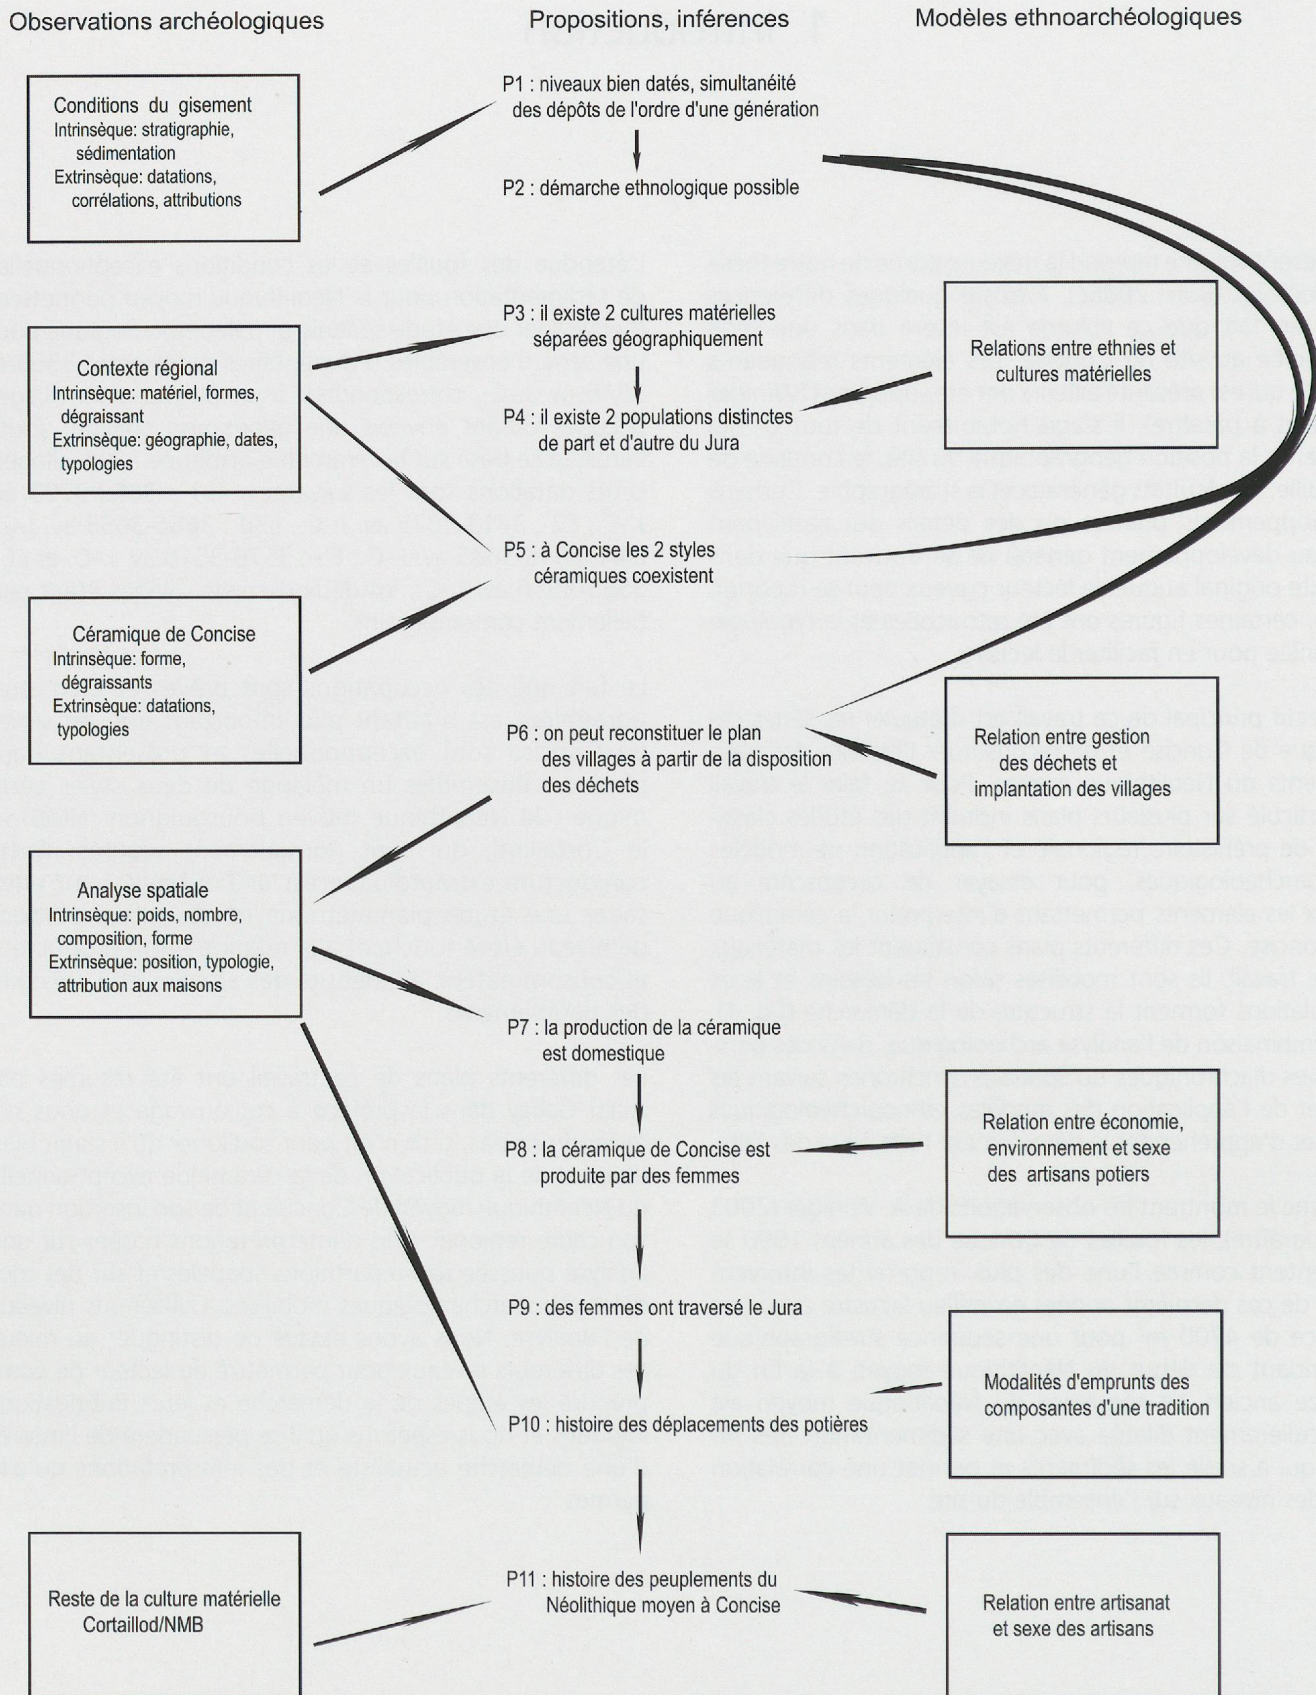 Observations archéologiques
Propositions, inférences
Modèles ethnoarchéologiques
Conditions du gisement
Intrinsèque: stratigraphie,
sédimentation
Extrinsèque: datations,
corrélations, attributions
P1 : niveaux bien datés, simultanéité
des dépôts de l'ordre d'une génération
P2 : démarche ethnologique possible
Contexte régional
Intrinsèque: matériel, formes,
dégraissant
Extrinsèque: géographie, dates,
typologies
P3 : il existe 2 cultures matérielles
séparées géographiquement
P4 : il existe 2 populations distinctes
de part et d'autre du Jura
Relations entre ethnies et
cultures matérielles
P5 : à Concise les 2 styles
céramiques coexistent
Céramique de Concise
Intrinsèque: forme,
dégraissants
Extrinsèque: datations,
typologies
P6 : on peut reconstituer le plan
des villages à partir de la disposition
des déchets
Relation entre gestion
des déchets et
implantation des villages
Analyse spatiale
Intrinsèque: poids, nombre,
composition, forme
Extrinsèque: position, typologie,
attribution aux maisons
P7 : la production de la céramique
est domestique
P8 : la céramique de Concise est
produite par des femmes
Relation entre économie,
environnement et sexe
des artisans potiers
P9 : des femmes ont traversé le Jura
P10 : histoire des déplacements des potières
Modalités d'emprunts des
composantes d'une tradition
P11 : histoire des peuplements du
Néolithique moyen à Concise
Reste de la culture matérielle
Cortaillod/NMB
Relation entre artisanat
et sexe des artisans